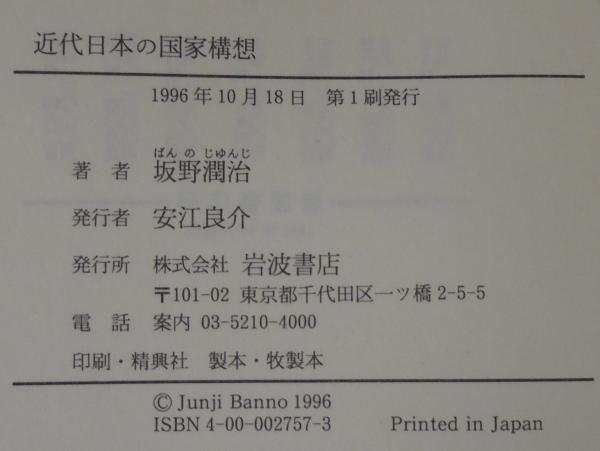 近代日本の国家構想
1996年10月18日 第1刷発行
ばん の じゅんじ
著者 坂野潤治
発行者 安江良介
発行所 株式会社 岩波書店
〒101-02 東京都千代田区一ツ橋2-5-5
電話 案内 03-5210-4000
印刷・精興社 製本・牧製本
© Junji Banno 1996
ISBN 4-00-002757-3 Printed in Japan